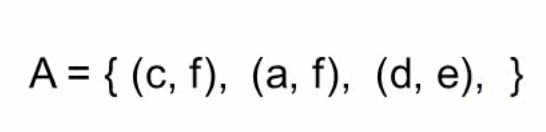 A = { (c, f), (a, f), (d, e), }